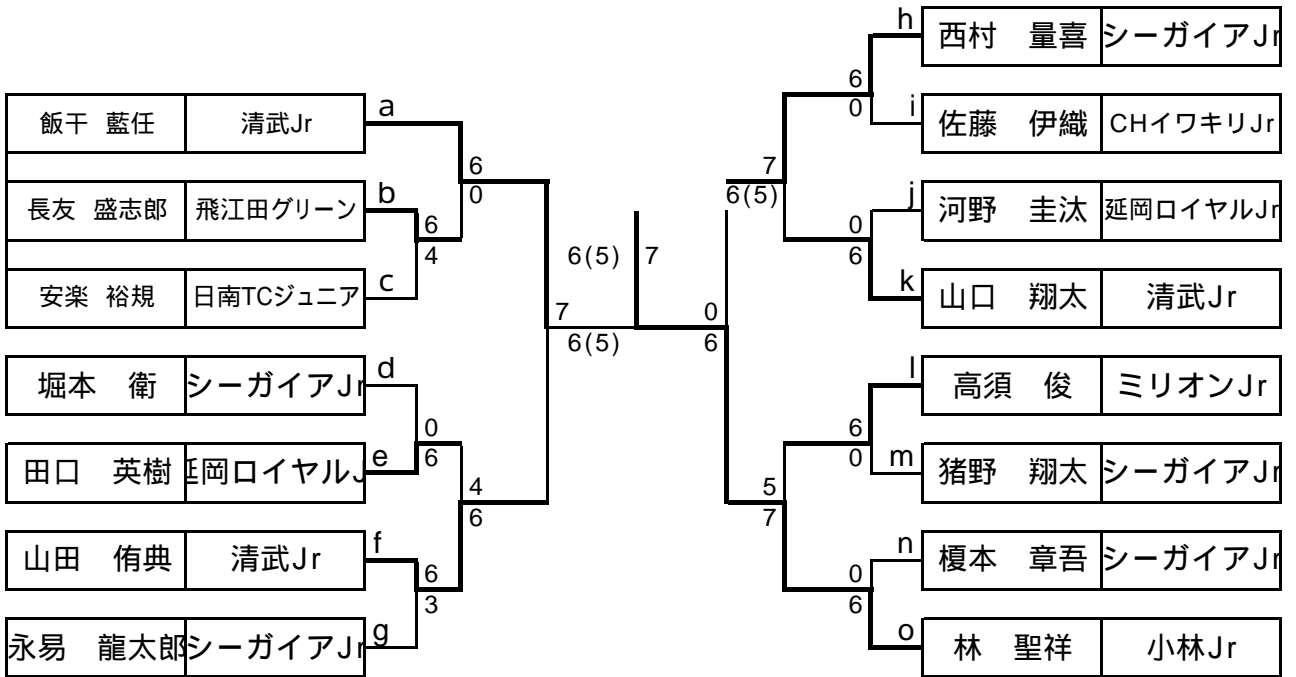 飯干 藍任 清武Jr a
長友 盛志郎 飛江田グリーン b
安楽 裕規 日南TCジュニア c
堀本 衛 シーガイアJr d
田口 英樹 延岡ロイヤルJ e
山田 侑典 清武Jr f
永易 龍太郎 シーガイアJr g
6
0
6
4
0
6
4
6
6
3
7
6(5)
6(5) 7
0
6
7
6(5)
6
0
0
6
5
7
6
0
0
6
h 西村 量喜 シーガイアJr
i 佐藤 伊織 CHイワキリJr
j 河野 圭汰 延岡ロイヤルJr
k 山口 翔太 清武Jr
l 高須 俊 ミリオンJr
m 猪野 翔太 シーガイアJr
n 榎本 章吾 シーガイアJr
o 林 聖祥 小林Jr